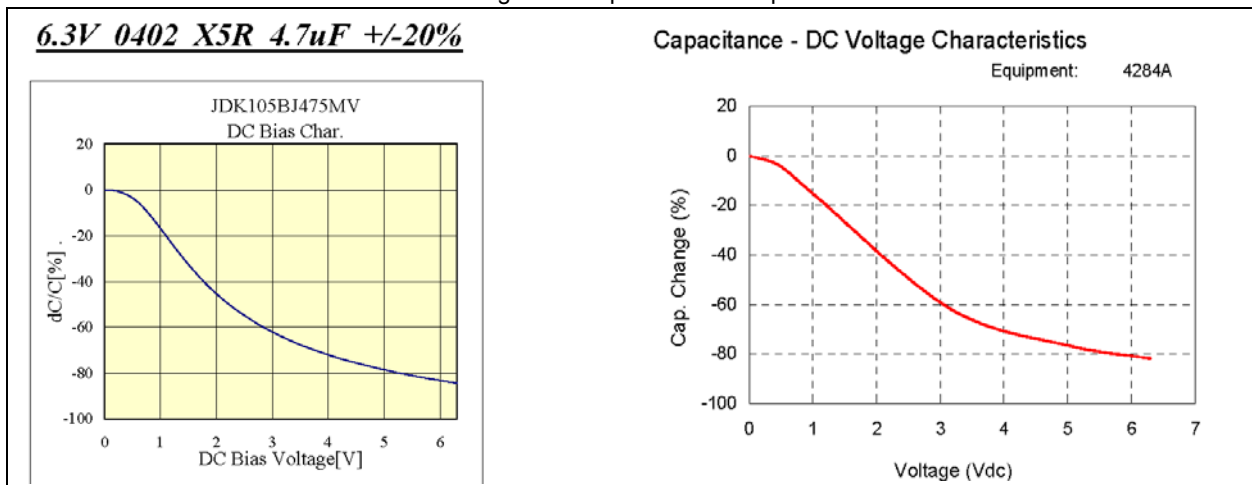 6.3V 0402 X5R 4.7uF +/-20%
JDK105BJ475MV
DC Bias Char.
20
0
-20
-40
-60
-80
-100
dC/C[%] .
0 1 2 3 4 5 6
DC Bias Voltage[V]
Capacitance - DC Voltage Characteristics
Equipment: 4284A
20
0
-20
-40
-60
-80
-100
Cap. Change (%)
0 1 2 3 4 5 6 7
Voltage (Vdc)